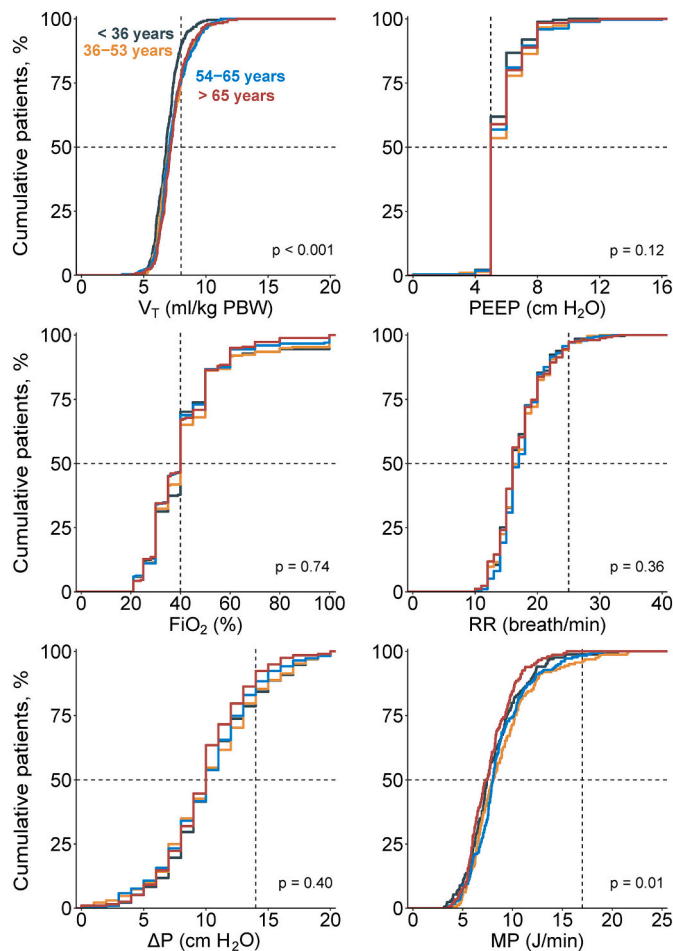 Cumulative patients, %
100
75
50
25
0
< 36 years
36–53 years
54–65 years
> 65 years
p < 0.001
0 5 10 15 20
V_T (ml/kg PBW)
100
75
50
25
0
p = 0.12
0 4 8 12 16
PEEP (cm H₂O)
Cumulative patients, %
100
75
50
25
0
p = 0.74
0 20 40 60 80 100
FiO₂ (%)
100
75
50
25
0
p = 0.36
0 10 20 30 40
RR (breath/min)
Cumulative patients, %
100
75
50
25
0
p = 0.40
0 5 10 15 20
ΔP (cm H₂O)
100
75
50
25
0
p = 0.01
0 5 10 15 20 25
MP (J/min)